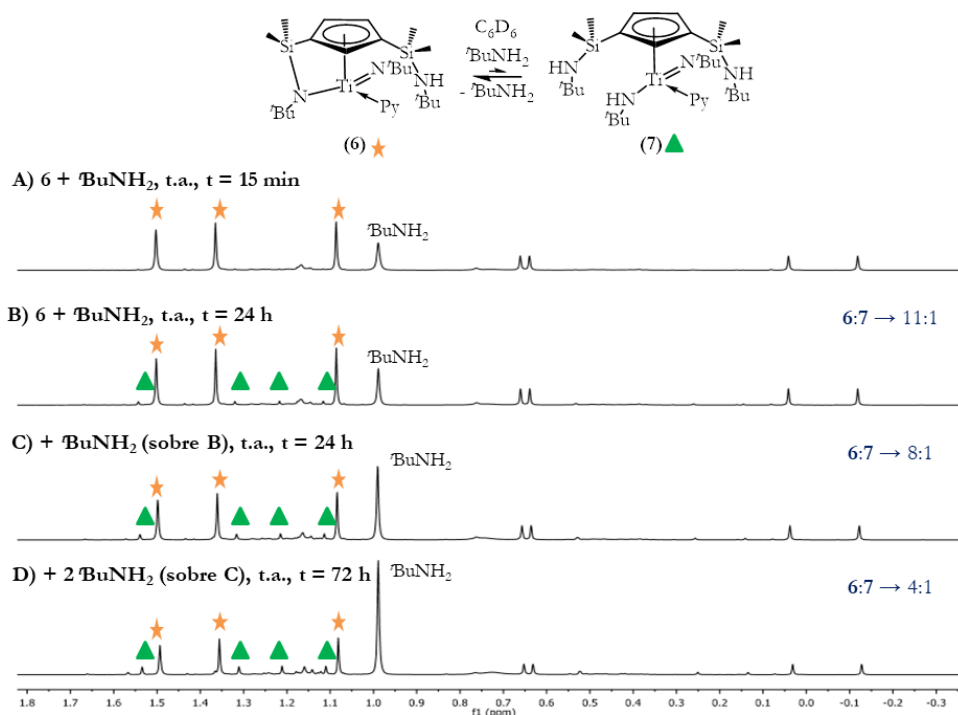 C₆D₆
ᵗBuNH₂
- ᵗBuNH₂
Si
Si
Ti
N
ᵗBu
NᵗBu
NH
ᵗBu
Py
(6)
Si
Si
HN
ᵗBu
HN
ᵗBu
Ti
NᵗBu
NH
ᵗBu
Py
(7)
A) 6 + ᵗBuNH₂, t.a., t = 15 min
ᵗBuNH₂
B) 6 + ᵗBuNH₂, t.a., t = 24 h
6:7 → 11:1
ᵗBuNH₂
C) + ᵗBuNH₂ (sobre B), t.a., t = 24 h
6:7 → 8:1
ᵗBuNH₂
D) + 2 ᵗBuNH₂ (sobre C), t.a., t = 72 h
6:7 → 4:1
ᵗBuNH₂
1.8 1.7 1.6 1.5 1.4 1.3 1.2 1.1 1.0 0.9 0.8 0.7 0.6 0.5 0.4 0.3 0.2 0.1 0.0 -0.1 -0.2 -0.3
f1 (ppm)